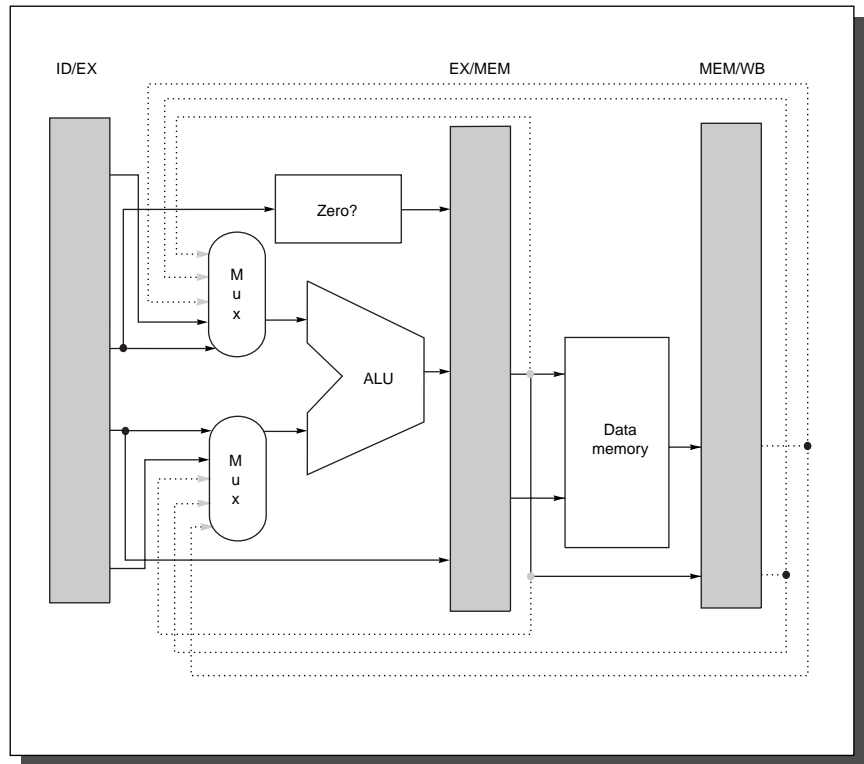 ID/EX
EX/MEM
MEM/WB
Zero?
M
u
x
ALU
M
u
x
Data
memory